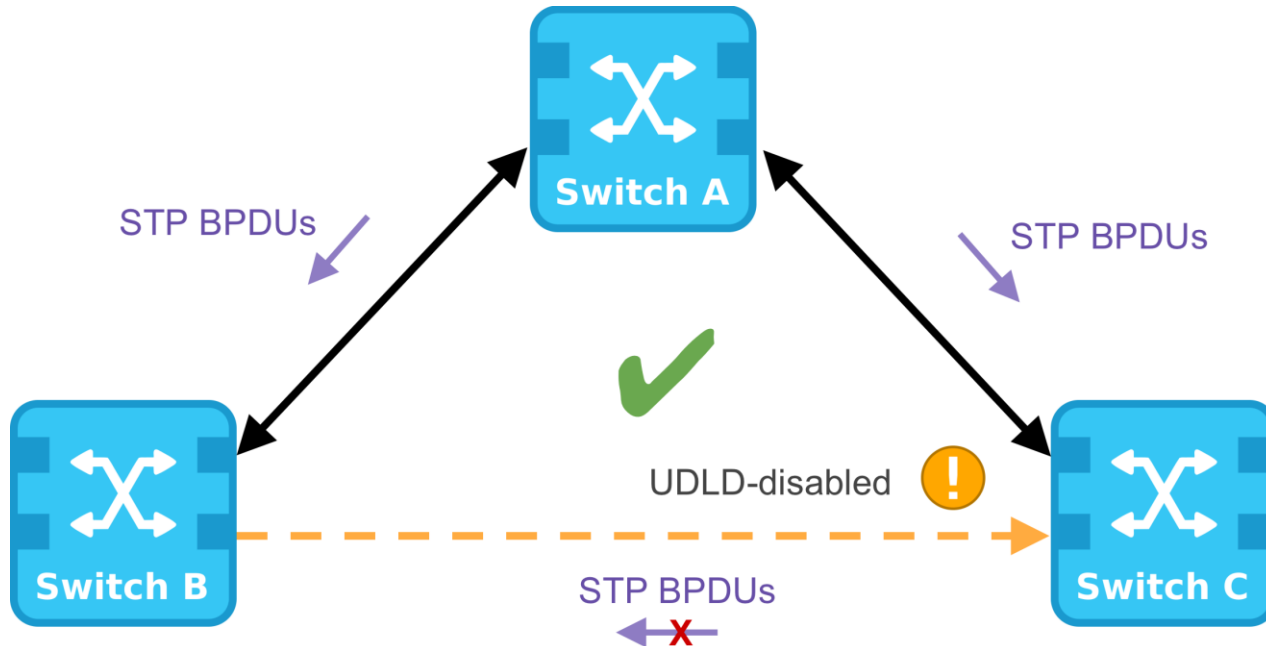 Switch A
STP BPDUs
STP BPDUs
UDLD-disabled
!
Switch B
STP BPDUs
X
Switch C